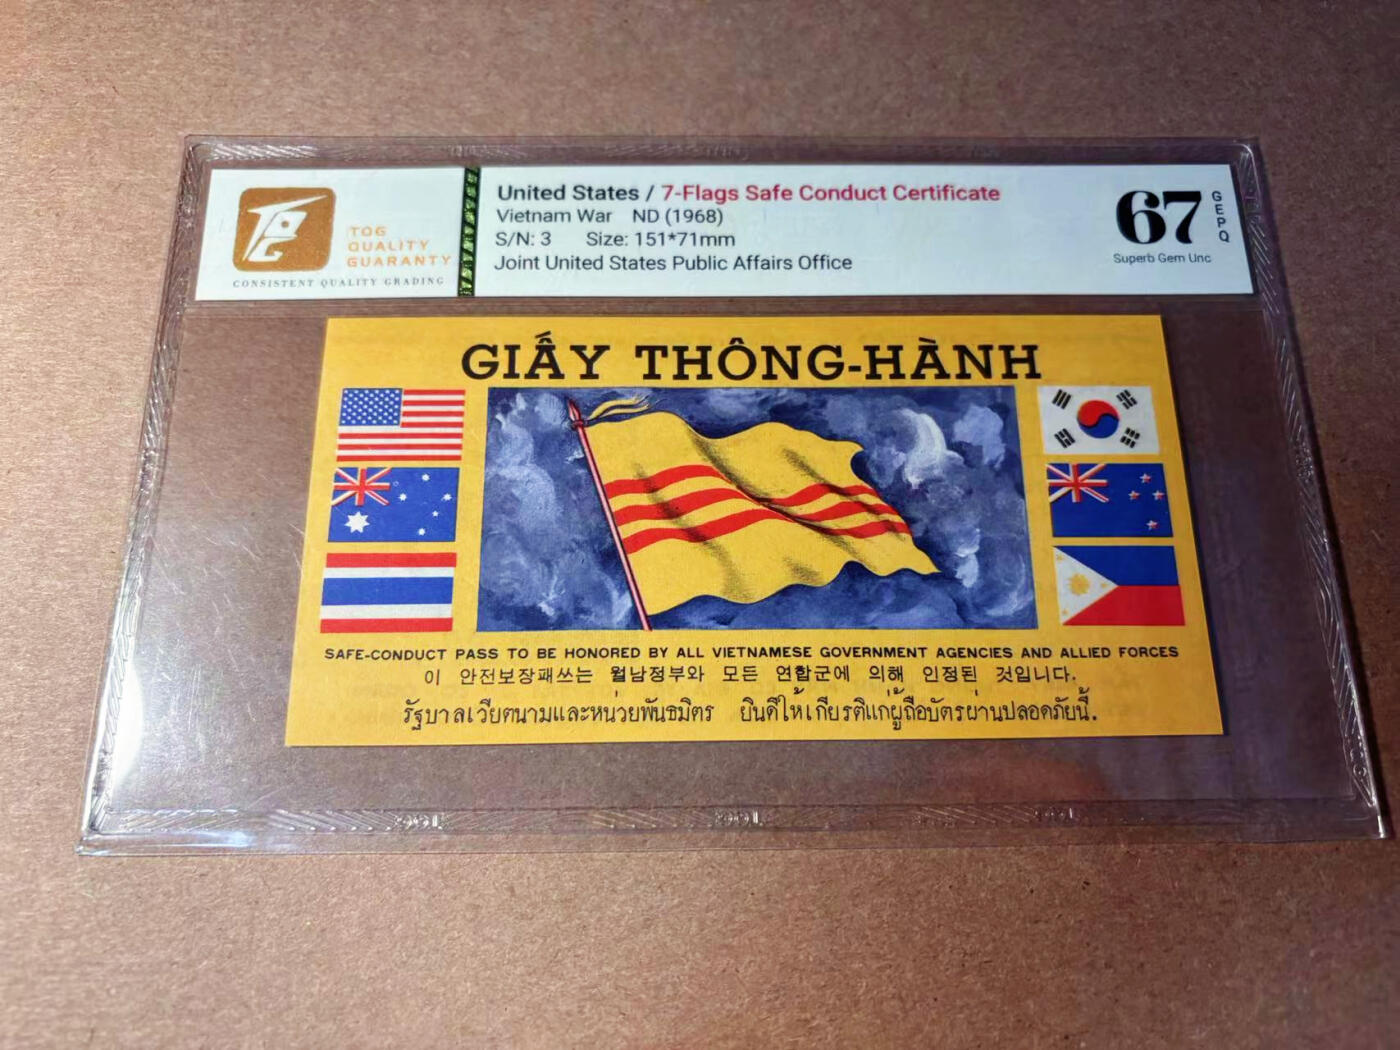 TQG
QUALITY
GUARANTY
CONSISTENT QUALITY GRADING
United States / 7-Flags Safe Conduct Certificate
Vietnam War ND (1968)
S/N: 3 Size: 151*71mm
Joint United States Public Affairs Office
67
GEPQ
Superb Gem Unc
GIẤY THÔNG-HÀNH
SAFE-CONDUCT PASS TO BE HONORED BY ALL VIETNAMESE GOVERNMENT AGENCIES AND ALLIED FORCES
이 안전보장패쓰는 월남정부와 모든 연합군에 의해 인정된 것입니다.
รัฐบาลเวียตนามและหน่วยพันธมิตร ยินดีให้เกียรติแก่ผู้ถือบัตรผ่านปลอดภัยนี้.